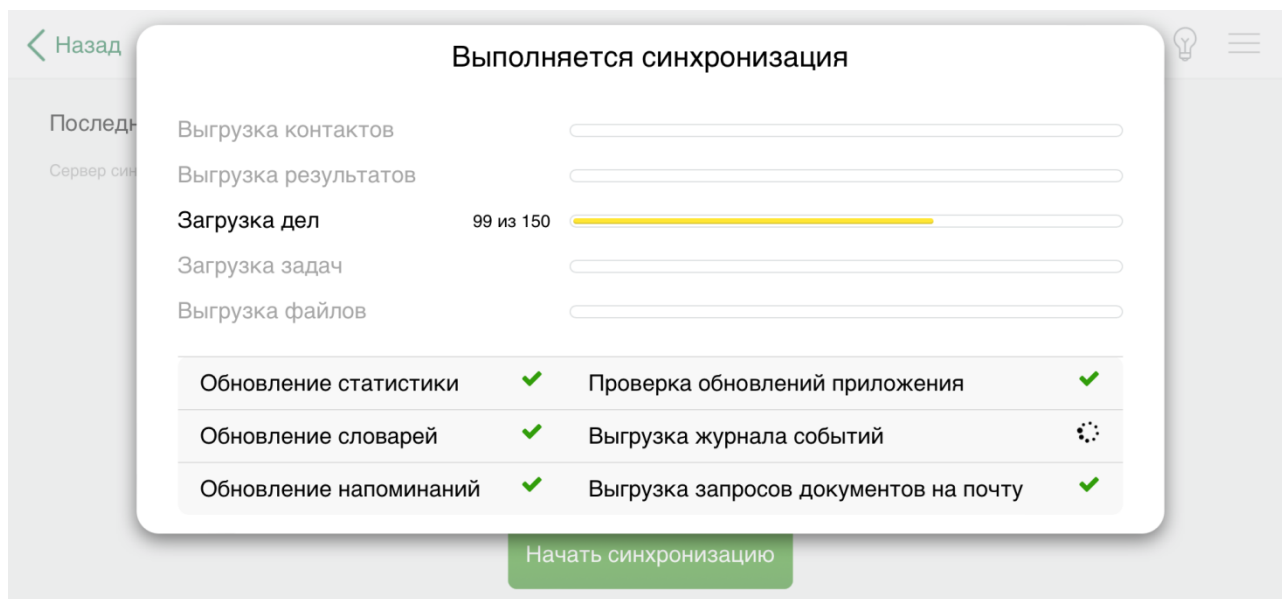 Назад
Выполняется синхронизация
Последн
Сервер син
Выгрузка контактов
Выгрузка результатов
Загрузка дел 99 из 150
Загрузка задач
Выгрузка файлов
Обновление статистики Проверка обновлений приложения
Обновление словарей Выгрузка журнала событий
Обновление напоминаний Выгрузка запросов документов на почту
Начать синхронизацию